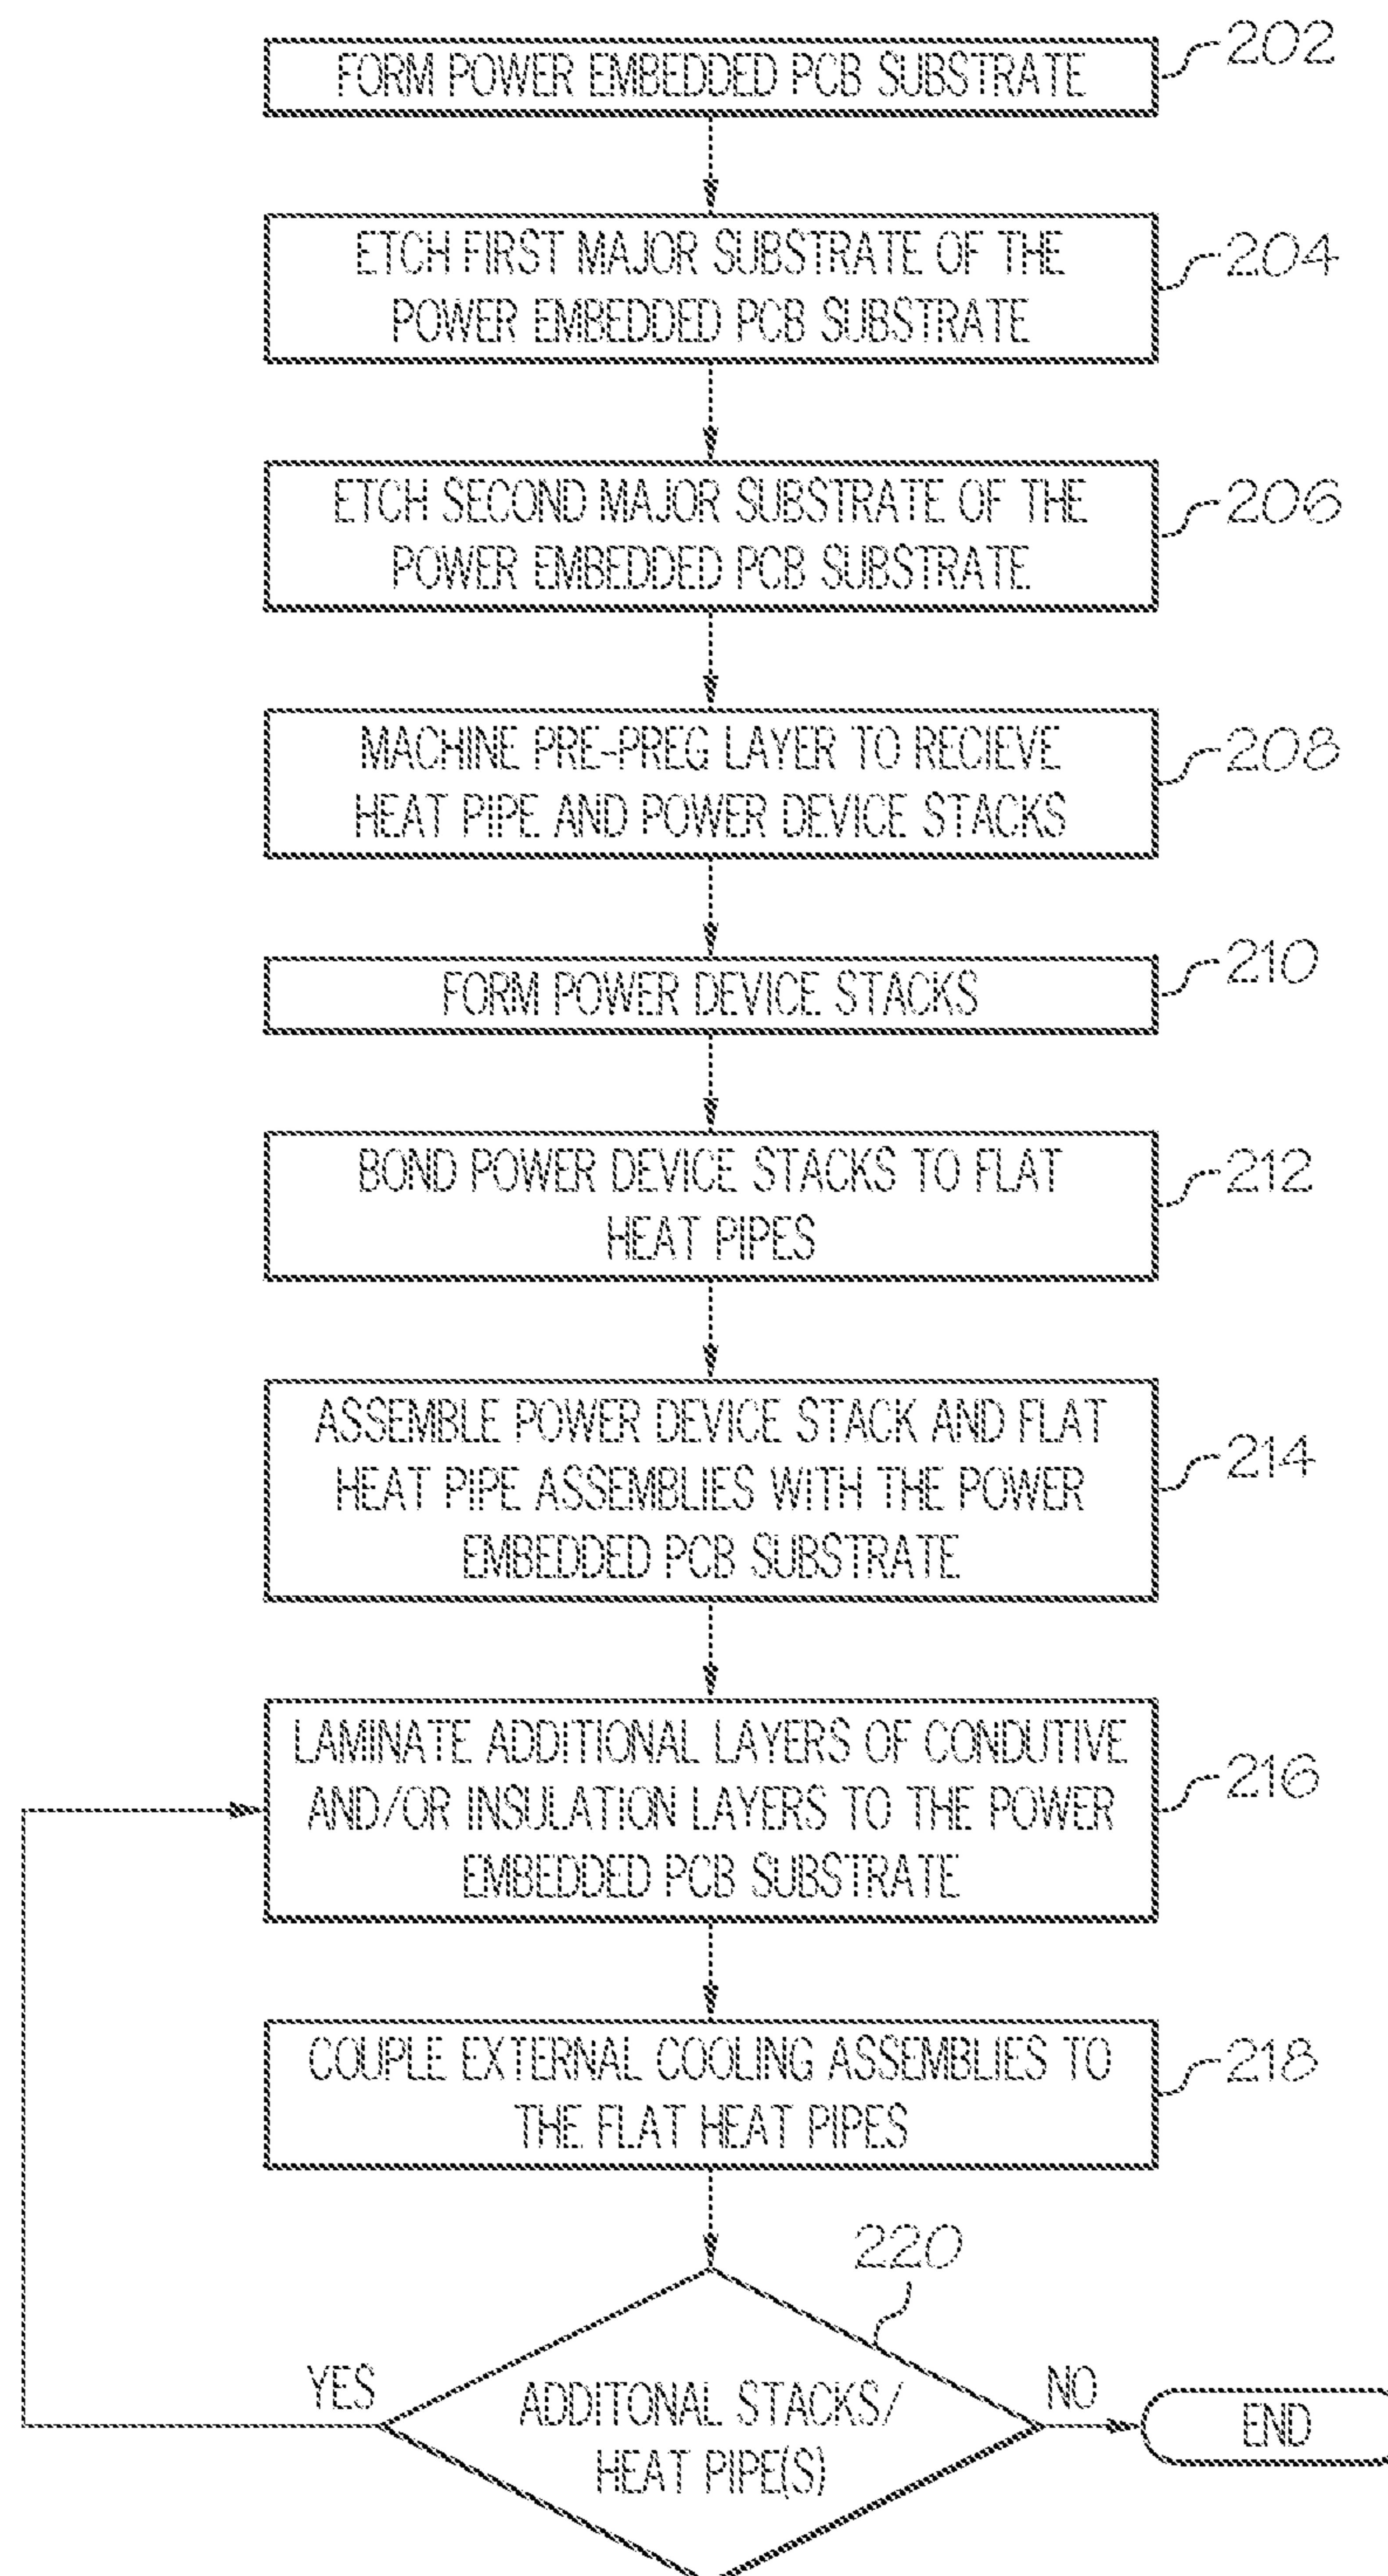 FORM POWER EMBEDDED PCB SUBSTRATE
202
ETCH FIRST MAJOR SUBSTRATE OF THE
POWER EMBEDDED PCB SUBSTRATE
204
ETCH SECOND MAJOR SUBSTRATE OF THE
POWER EMBEDDED PCB SUBSTRATE
206
MACHINE PRE-PREG LAYER TO RECIEVE
HEAT PIPE AND POWER DEVICE STACKS
208
FORM POWER DEVICE STACKS
210
BOND POWER DEVICE STACKS TO FLAT
HEAT PIPES
212
ASSEMBLE POWER DEVICE STACK AND FLAT
HEAT PIPE ASSEMBLIES WITH THE POWER
EMBEDDED PCB SUBSTRATE
214
LAMINATE ADDITIONAL LAYERS OF CONDUTIVE
AND/OR INSULATION LAYERS TO THE POWER
EMBEDDED PCB SUBSTRATE
216
COUPLE EXTERNAL COOLING ASSEMBLIES TO
THE FLAT HEAT PIPES
218
220
YES
ADDITONAL STACKS/
HEAT PIPE(S)
NO
END